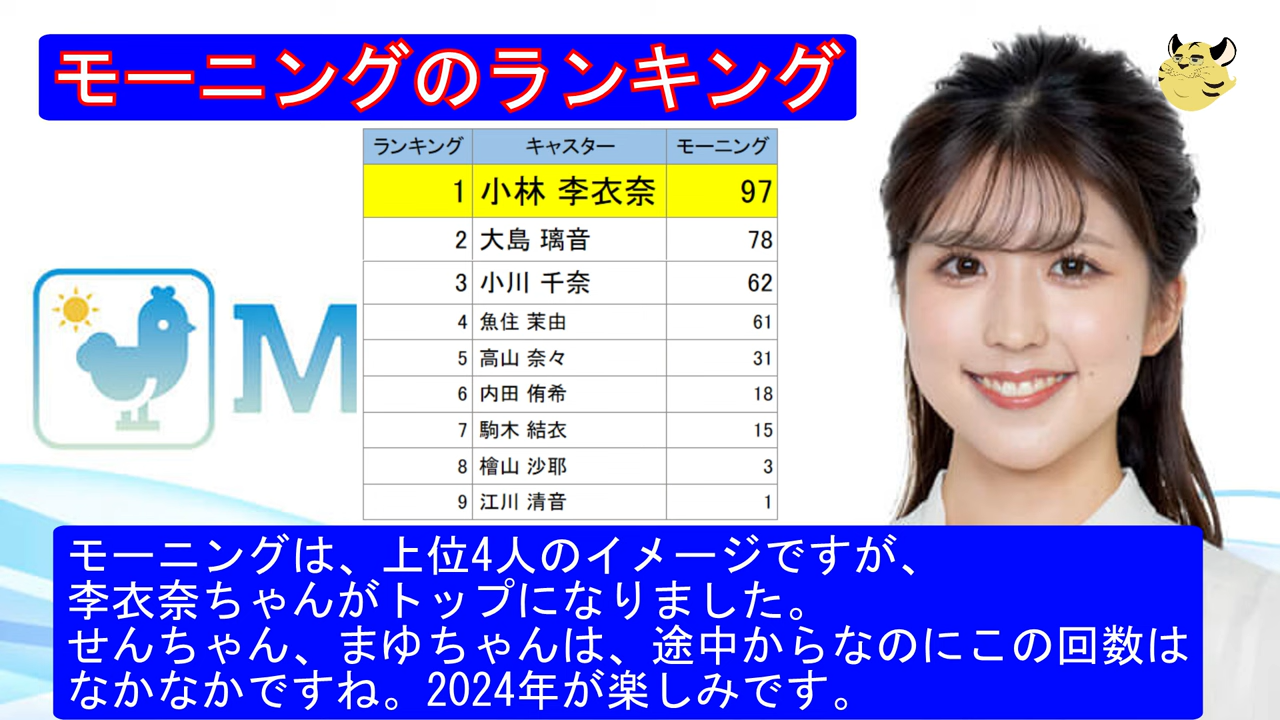 モーニングのランキング
ランキング キャスター モーニング
1 小林 李衣奈 97
2 大島 璃音 78
3 小川 千奈 62
4 魚住 茉由 61
5 高山 奈々 31
6 内田 侑希 18
7 駒木 結衣 15
8 檜山 沙耶 3
9 江川 清音 1
M
モーニングは、上位4人のイメージですが、
李衣奈ちゃんがトップになりました。
せんちゃん、まゆちゃんは、途中からなのにこの回数は
なかなかですね。2024年が楽しみです。